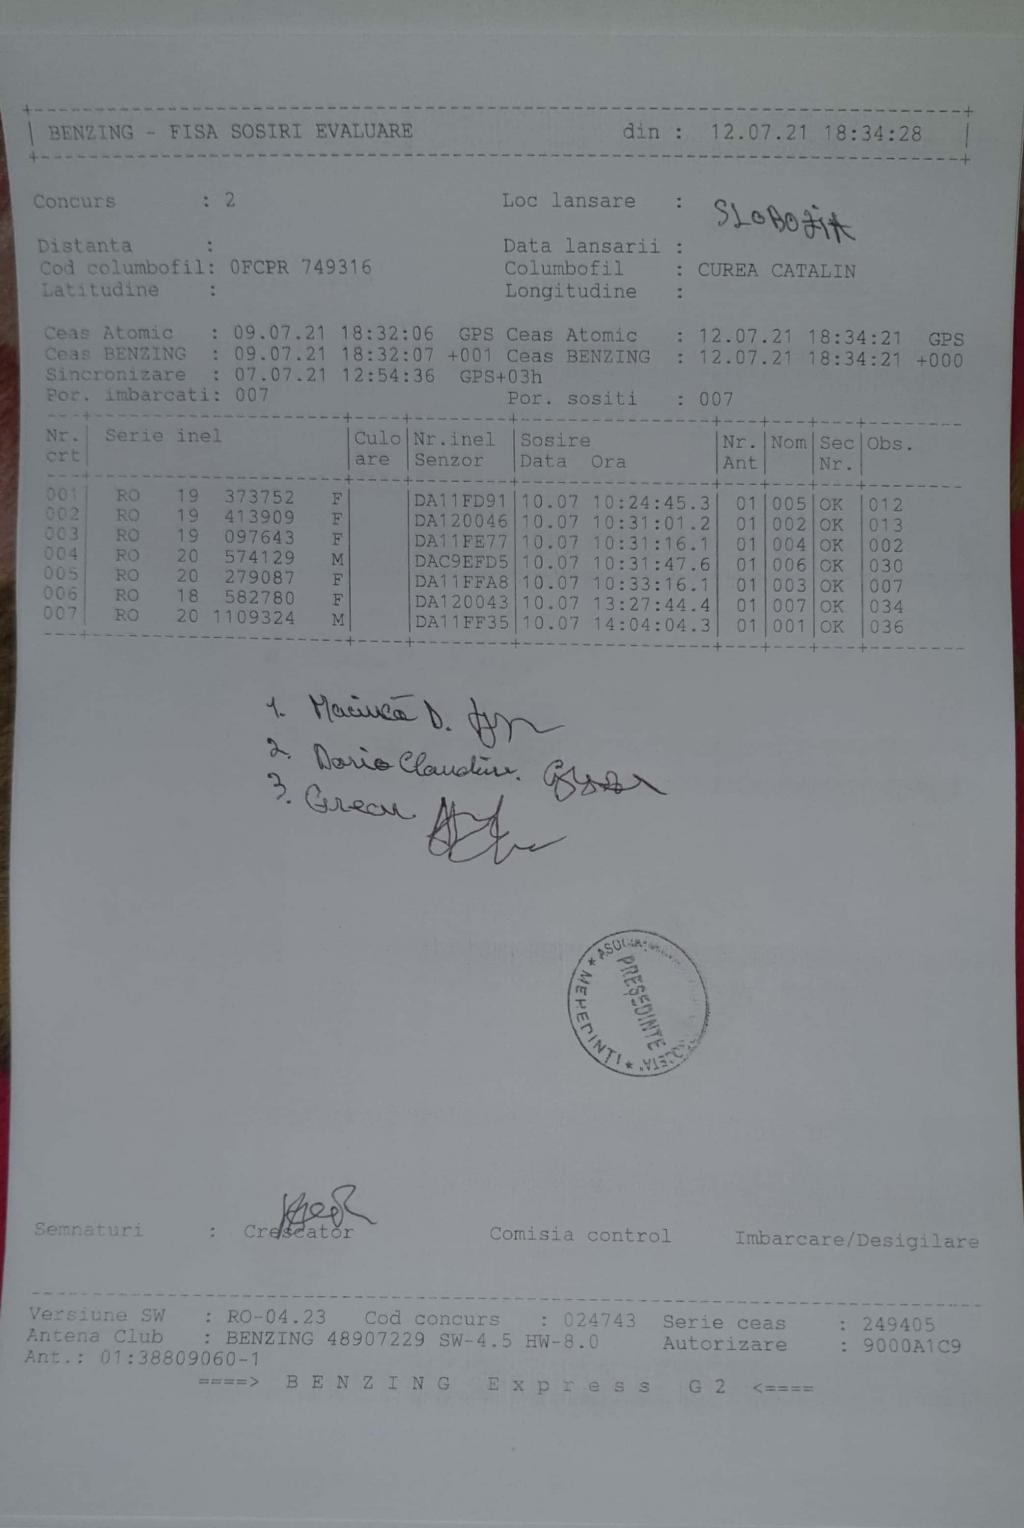 BENZING - FISA SOSIRI EVALUARE din : 12.07.21 18:34:28
Concurs : 2 Loc lansare : SLOBOZIA
Distanta : Data lansarii :
Cod columbofil: 0FCPR 749316 Columbofil : CUREA CATALIN
Latitudine : Longitudine :
Ceas Atomic : 09.07.21 18:32:06 GPS Ceas Atomic : 12.07.21 18:34:21 GPS
Ceas BENZING : 09.07.21 18:32:07 +001 Ceas BENZING : 12.07.21 18:34:21 +000
Sincronizare : 07.07.21 12:54:36 GPS+03h
Por. imbarcati: 007 Por. sositi : 007
Nr. Serie inel Culo Nr.inel Sosire Nr. Nom Sec Obs.
crt are Senzor Data Ora Ant Nr.
001 RO 19 373752 F DA11FD91 10.07 10:24:45.3 01 005 OK 012
002 RO 19 413909 F DA120046 10.07 10:31:01.2 01 002 OK 013
003 RO 19 097643 F DA11FE77 10.07 10:31:16.1 01 004 OK 002
004 RO 20 574129 M DAC9EFD5 10.07 10:31:47.6 01 006 OK 030
005 RO 20 279087 F DA11FFA8 10.07 10:33:16.1 01 003 OK 007
006 RO 18 582780 F DA120043 10.07 13:27:44.4 01 007 OK 034
007 RO 20 1109324 M DA11FF35 10.07 14:04:04.3 01 001 OK 036
1. Maciucă D.
2. Claudiu.
3. Grecu.
PREȘEDINTE
* MEHEDINTI *
Semnaturi : Crescator Comisia control Imbarcare/Desigilare
Versiune SW : RO-04.23 Cod concurs : 024743 Serie ceas : 249405
Antena Club : BENZING 48907229 SW-4.5 HW-8.0 Autorizare : 9000A1C9
Ant.: 01:38809060-1
====> B E N Z I N G E x p r e s s G 2 <====